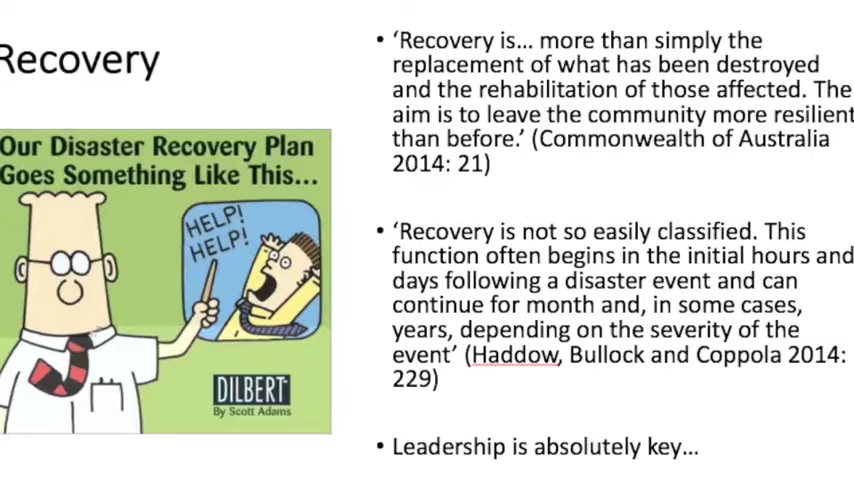 Recovery
Our Disaster Recovery Plan
Goes Something Like This...
HELP!
HELP!
DILBERT
By Scott Adams
• ‘Recovery is… more than simply the
replacement of what has been destroyed
and the rehabilitation of those affected. The
aim is to leave the community more resilient
than before.’ (Commonwealth of Australia
2014: 21)
• ‘Recovery is not so easily classified. This
function often begins in the initial hours and
days following a disaster event and can
continue for month and, in some cases,
years, depending on the severity of the
event’ (Haddow, Bullock and Coppola 2014:
229)
• Leadership is absolutely key…